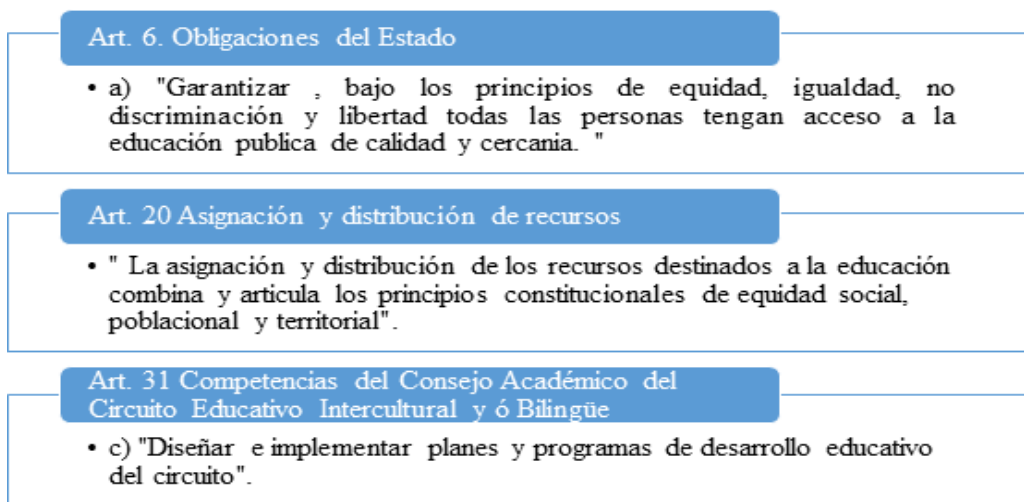 Art. 6. Obligaciones del Estado
• a) "Garantizar , bajo los principios de equidad, igualdad, no
discriminación y libertad todas las personas tengan acceso a la
educación publica de calidad y cercania. "
Art. 20 Asignación y distribución de recursos
• " La asignación y distribución de los recursos destinados a la educación
combina y articula los principios constitucionales de equidad social,
poblacional y territorial".
Art. 31 Competencias del Consejo Académico del
Circuito Educativo Intercultural y ó Bilingüe
• c) "Diseñar e implementar planes y programas de desarrollo educativo
del circuito".